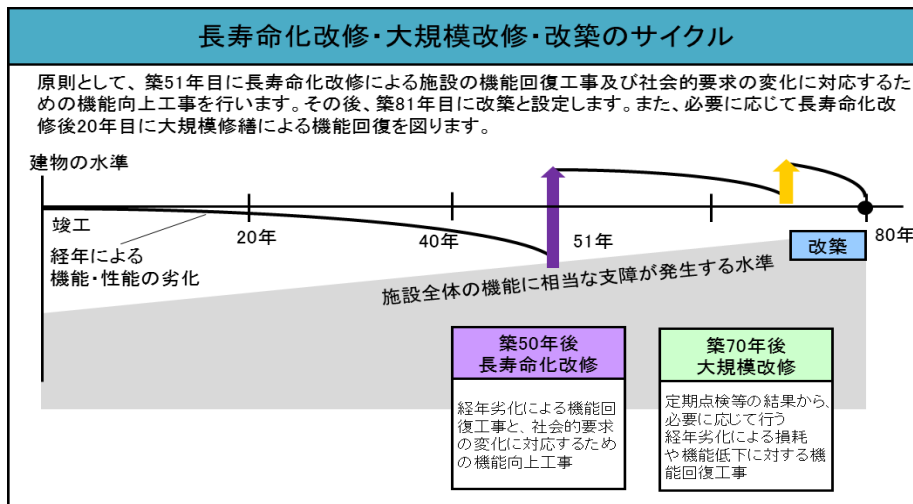 長寿命化改修・大規模改修・改築のサイクル
原則として、築51年目に長寿命化改修による施設の機能回復工事及び社会的要求の変化に対応するた
めの機能向上工事を行います。その後、築81年目に改築と設定します。また、必要に応じて長寿命化改
修後20年目に大規模修繕による機能回復を図ります。
建物の水準
竣工
20年
40年
51年
80年
経年による
機能・性能の劣化
改築
施設全体の機能に相当な支障が発生する水準
築50年後
長寿命化改修
経年劣化による機能回
復工事と、社会的要求
の変化に対応するため
の機能向上工事
築70年後
大規模改修
定期点検等の結果から、
必要に応じて行う
経年劣化による損耗
や機能低下に対する機
能回復工事